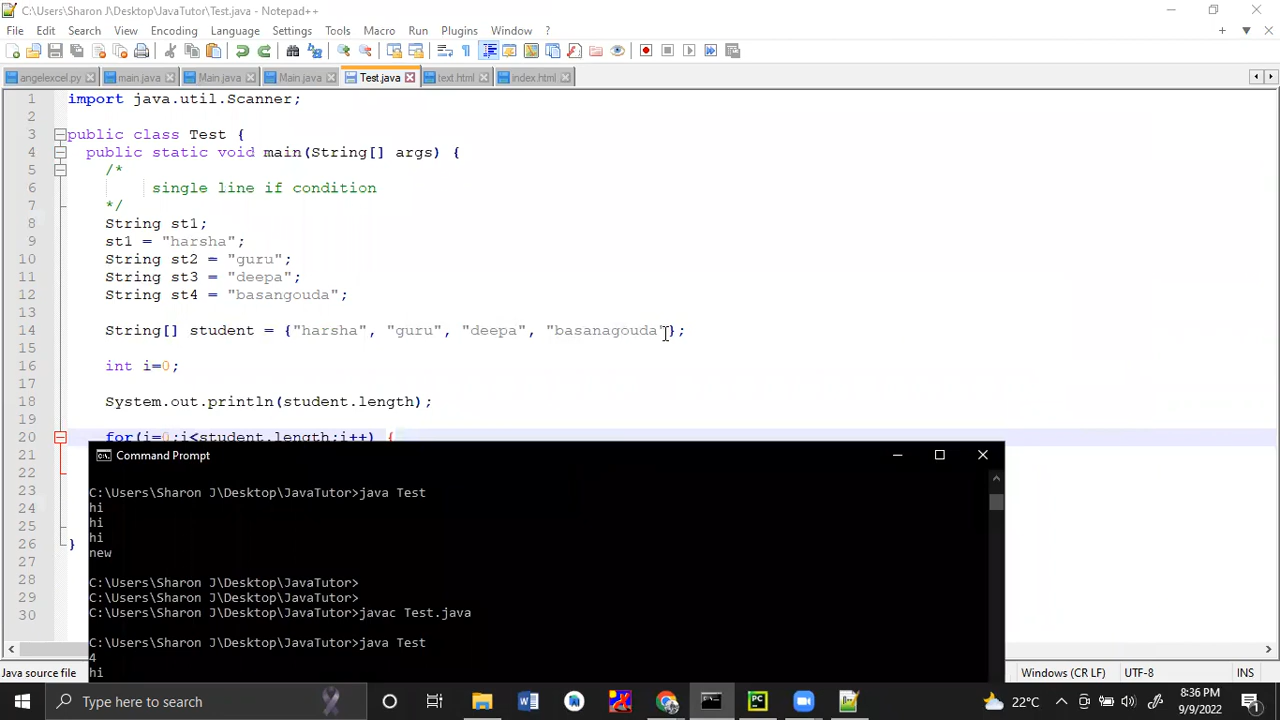 C:\Users\Sharon J\Desktop\JavaTutor\Test.java - Notepad++
File Edit Search View Encoding Language Settings Tools Macro Run Plugins Window ?
angelexcel.py main.java Main.java Main.java Test.java text.html index.html
1 import java.util.Scanner;
2
3 public class Test {
4 public static void main(String[] args) {
5 /*
6 single line if condition
7 */
8 String st1;
9 st1 = "harsha";
10 String st2 = "guru";
11 String st3 = "deepa";
12 String st4 = "basangouda";
13
14 String[] student = {"harsha", "guru", "deepa", "basanagouda"};
15
16 int i=0;
17
18 System.out.println(student.length);
19
20 for(i=0;i<student.length;i++) {
21
22
23
24
25
26 }
27
28
29
30
Command Prompt
C:\Users\Sharon J\Desktop\JavaTutor>java Test
hi
hi
hi
new
C:\Users\Sharon J\Desktop\JavaTutor>
C:\Users\Sharon J\Desktop\JavaTutor>
C:\Users\Sharon J\Desktop\JavaTutor>javac Test.java
C:\Users\Sharon J\Desktop\JavaTutor>java Test
4
hi
Java source file Windows (CR LF) UTF-8 INS
Type here to search 22°C 8:36 PM
9/9/2022